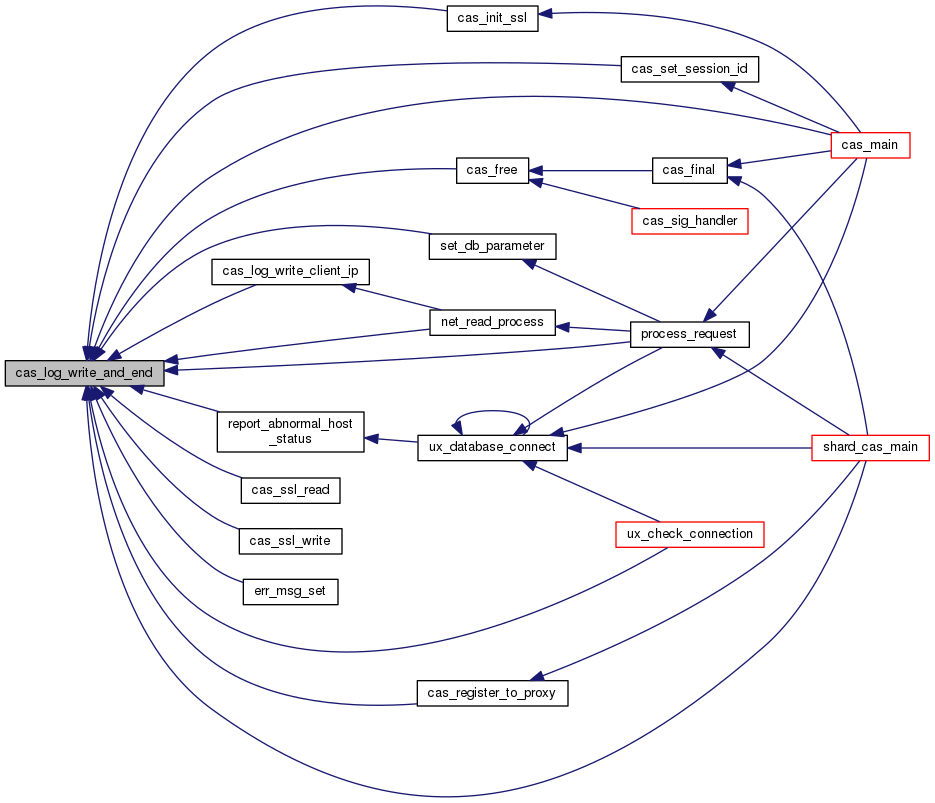 cas_init_ssl
cas_set_session_id
cas_main
cas_free
cas_final
cas_sig_handler
set_db_parameter
cas_log_write_client_ip
net_read_process
process_request
cas_log_write_and_end
report_abnormal_host
_status
ux_database_connect
shard_cas_main
cas_ssl_read
cas_ssl_write
ux_check_connection
err_msg_set
cas_register_to_proxy